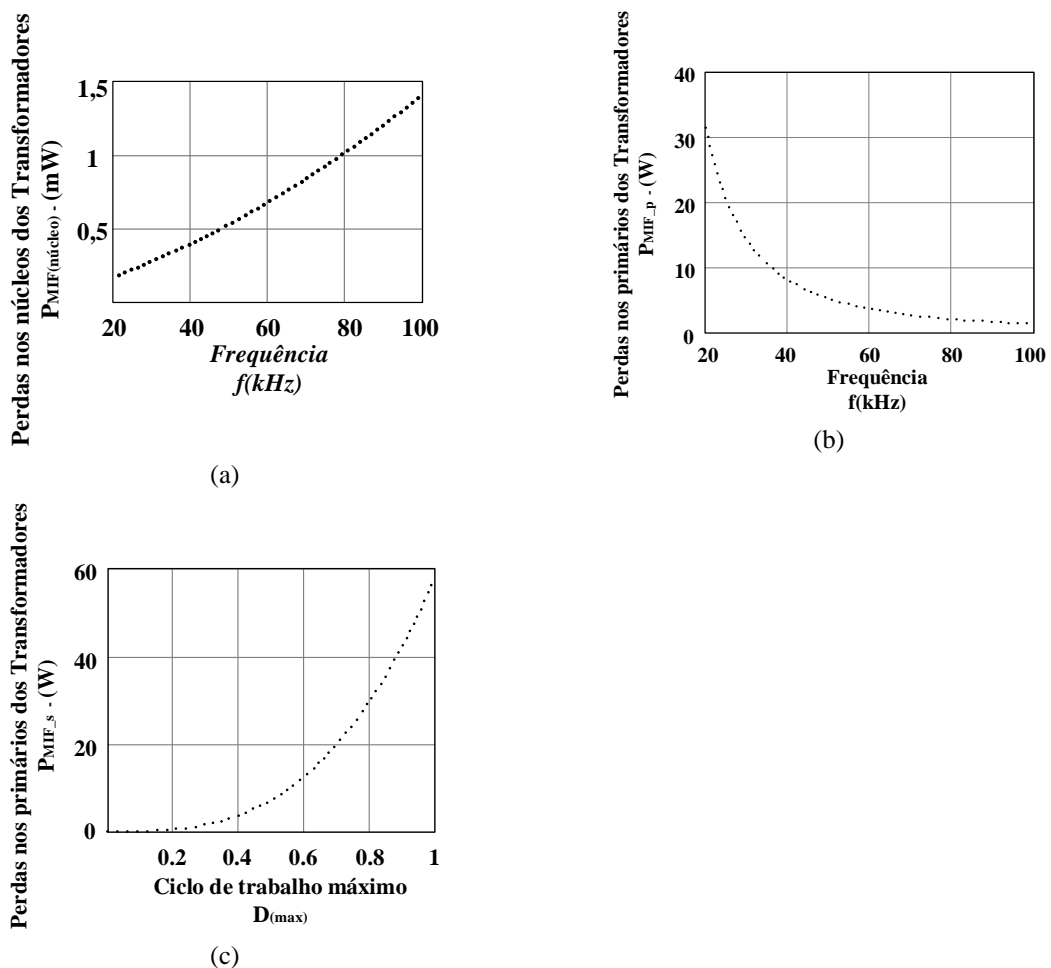 Perdas nos núcleos dos Transformadores
PMIF(núcleo) - (mW)
1,5
1
0,5
20 40 60 80 100
Frequência
f(kHz)
(a)
Perdas nos primários dos Transformadores
PMIF_p - (W)
40
30
20
10
0
20 40 60 80 100
Frequência
f(kHz)
(b)
Perdas nos primários dos Transformadores
PMIF_s - (W)
60
40
20
0
0.2 0.4 0.6 0.8 1
Ciclo de trabalho máximo
D(max)
(c)